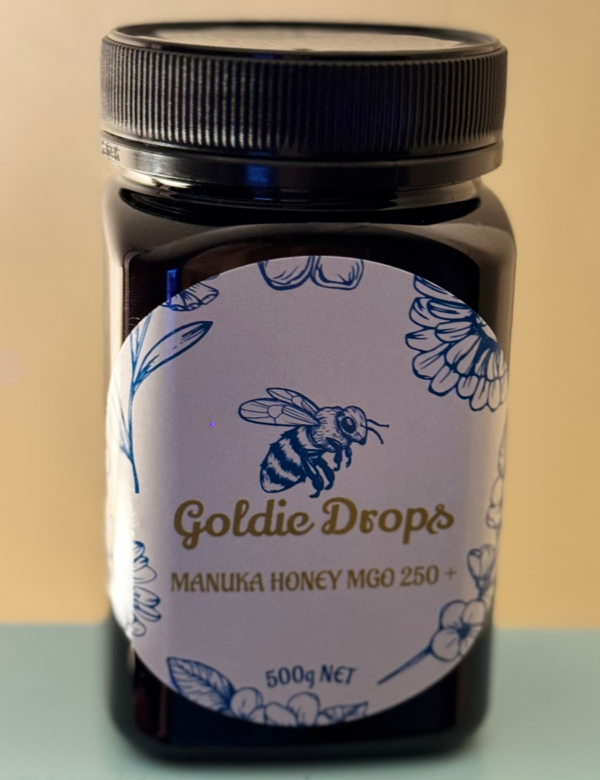 Goldie Drops
MANUKA HONEY MGO 250 +
500g NET